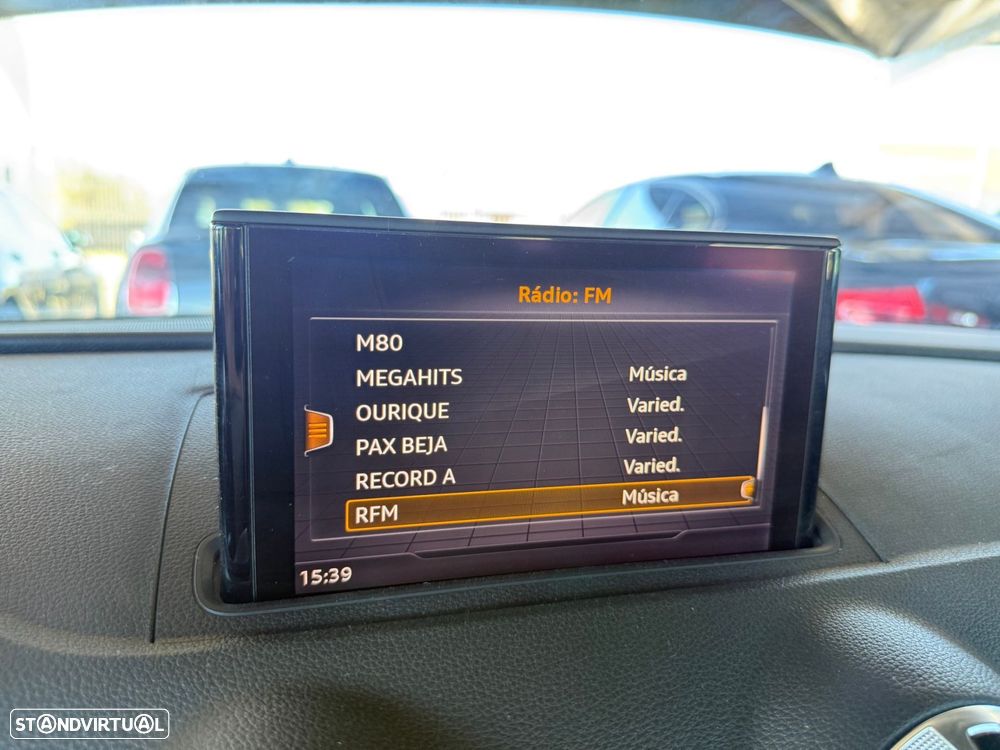 Rádio: FM
M80
MEGAHITS Música
OURIQUE Varied.
PAX BEJA Varied.
RECORD A Varied.
RFM Música
15:39
STANDVIRTUAL